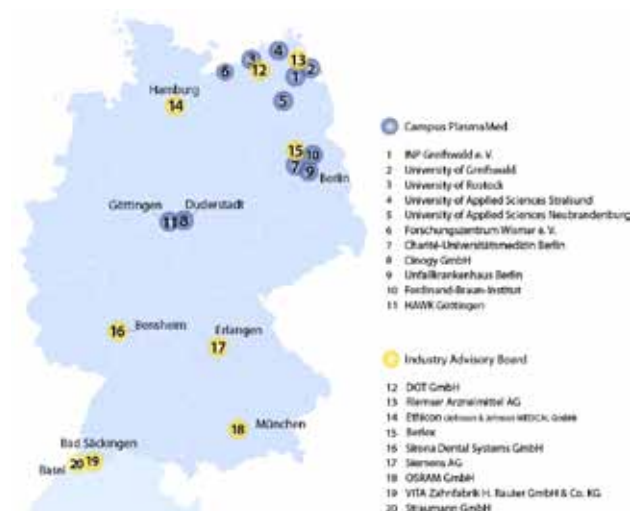 4
3
13
12
2
6
1
Hamburg
14
5
15
10
7
9
Berlin
Göttingen
Duderstadt
11 8
Bensheim
16
Erlangen
17
München
18
Bad Säckingen
Basel
20
19
Campus PlasmaMed
1 INP Greifswald e. V.
2 University of Greifswald
3 University of Rostock
4 University of Applied Sciences Stralsund
5 University of Applied Sciences Neubrandenburg
6 Forschungszentrum Wismar e. V.
7 Charité-Universitätsmedizin Berlin
8 Cinogy GmbH
9 Unfallkrankenhaus Berlin
10 Ferdinand-Braun-Institut
11 HAWK Göttingen
Industry Advisory Board
12 DOT GmbH
13 Riemser Arzneimittel AG
14 Ethicon (Johnson & Johnson MEDICAL GmbH)
15 Berlex
16 Sirona Dental Systems GmbH
17 Siemens AG
18 OSRAM GmbH
19 VITA Zahnfabrik H. Rauter GmbH & Co. KG
20 Straumann GmbH